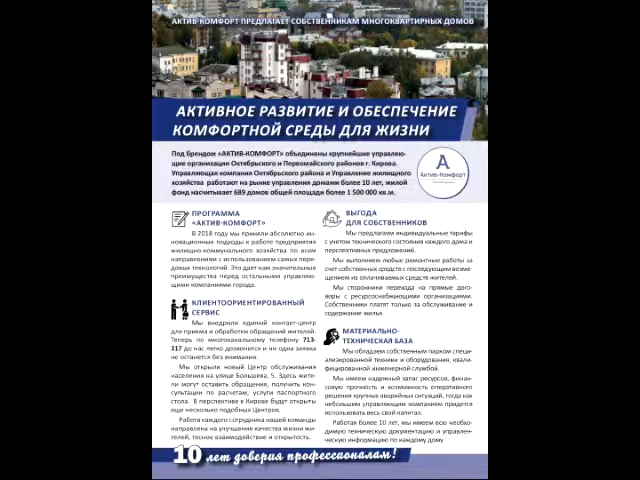 АКТИВ-КОМФОРТ ПРЕДЛАГАЕТ СОБСТВЕННИКАМ МНОГОКВАРТИРНЫХ ДОМОВ
АКТИВНОЕ РАЗВИТИЕ И ОБЕСПЕЧЕНИЕ
КОМФОРТНОЙ СРЕДЫ ДЛЯ ЖИЗНИ
Под брендом «АКТИВ-КОМФОРТ» объединены крупнейшие управляю-
щие организации Октябрьского и Первомайского районов г. Кирова.
Управляющая компания Октябрьского района и Управление жилищного
хозяйства работают на рынке управления домами более 10 лет, жилой
фонд насчитывает 689 домов общей площади более 1 500 000 кв.м.
А
Актив-Комфорт
ПРОГРАММА
«АКТИВ-КОМФОРТ»
В 2018 году мы приняли абсолютно ин-
новационные подходы к работе предприятия
жилищно-коммунального хозяйства по всем
направлениям с использованием самых пере-
довых технологий. Это дает нам значительные
преимущества перед остальными управляю-
щими компаниями города.
КЛИЕНТООРИЕНТИРОВАННЫЙ
СЕРВИС
Мы внедрили единый контакт-центр
для приема и обработки обращений жителей.
Теперь по многоканальному телефону 713-
317 до нас легко дозвонится и ни одна заявка
не останется без внимания.
Мы открыли новый Центр обслуживания
населения на улице Большева, 5. Здесь жите-
ли могут оставить обращения, получить кон-
сультации по расчетам, услуги паспортного
стола. В перспективе в Кирове будут открыты
еще несколько подобных Центров.
Работа каждого сотрудника нашей команды
направлена на улучшение качества жизни жи-
телей, тесное взаимодействие и открытость.
ВЫГОДА
ДЛЯ СОБСТВЕННИКОВ
Мы предлагаем индивидуальные тарифы
с учетом технического состояния каждого дома и
перспективных предложений.
Мы выполняем любые ремонтные работы за
счет собственных средств с последующим возме-
щением из оплачиваемых средств жителей.
Мы сторонники перехода на прямые дого-
воры с ресурсоснабжающими организациями.
Собственники платят только за обслуживание и
содержание жилья.
МАТЕРИАЛЬНО-
ТЕХНИЧЕСКАЯ БАЗА
Мы обладаем собственным парком специ-
ализированной техники и оборудования, квали-
фицированной инженерной службой.
Мы имеем надежный запас ресурсов, финан-
совую прочность и возможность оперативного
решения крупных аварийных ситуаций, тогда как
небольшим управляющим компаниям придется
использовать весь свой капитал.
Работая более 10 лет, мы имеем всю необхо-
димую техническую документацию и управлен-
ческую информацию по каждому дому
10 лет доверия профессионалам!